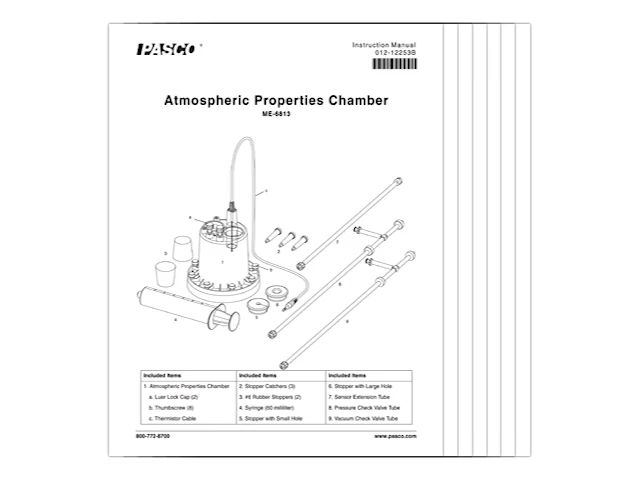 PASCO®
Instruction Manual
012-12253B
Atmospheric Properties Chamber
ME-6813
Included Items Included Items Included Items
1. Atmospheric Properties Chamber 2. Stopper Catchers (3) 6. Stopper with Large Hole
a. Luer Lock Cap (2) 3. #6 Rubber Stoppers (2) 7. Sensor Extension Tube
b. Thumbscrew (8) 4. Syringe (60 milliliter) 8. Pressure Check Valve Tube
c. Thermistor Cable 5. Stopper with Small Hole 9. Vacuum Check Valve Tube
800-772-8700 www.pasco.com